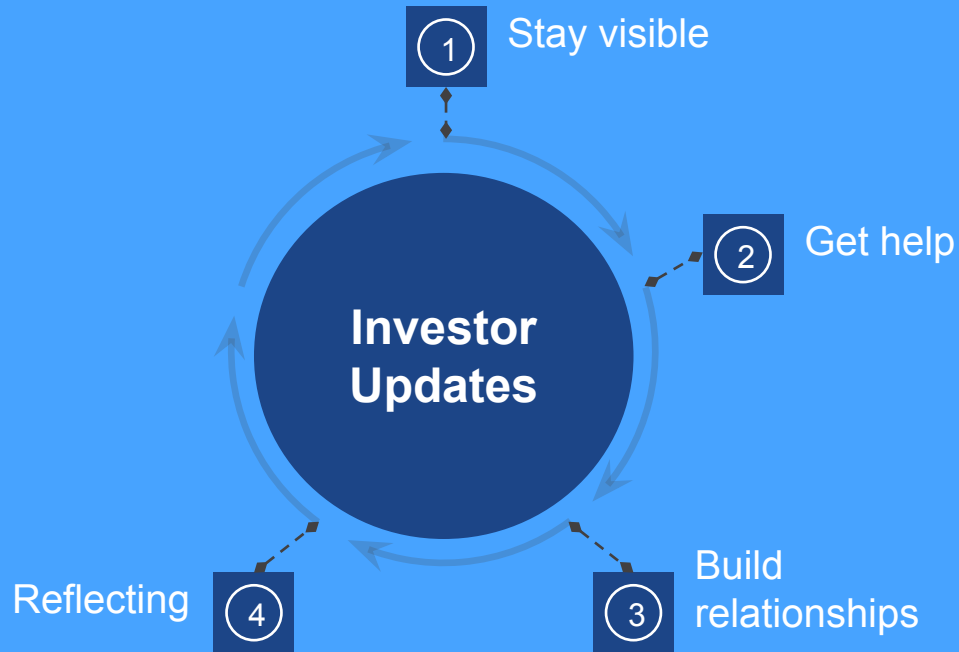 1
Stay visible
2
Get help
Investor
Updates
3
Build
relationships
4
Reflecting